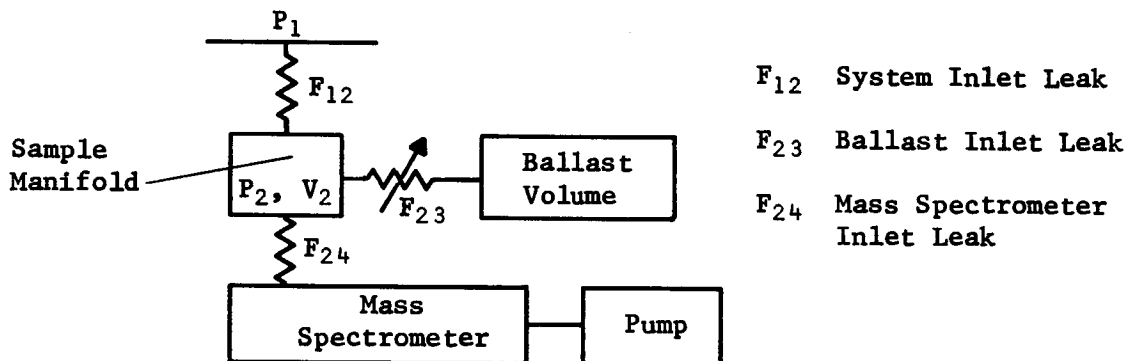 P₁
F₁₂
Sample
Manifold
P₂, V₂
F₂₃
Ballast
Volume
F₂₄
Mass
Spectrometer
Pump
F₁₂ System Inlet Leak
F₂₃ Ballast Inlet Leak
F₂₄ Mass Spectrometer
Inlet Leak